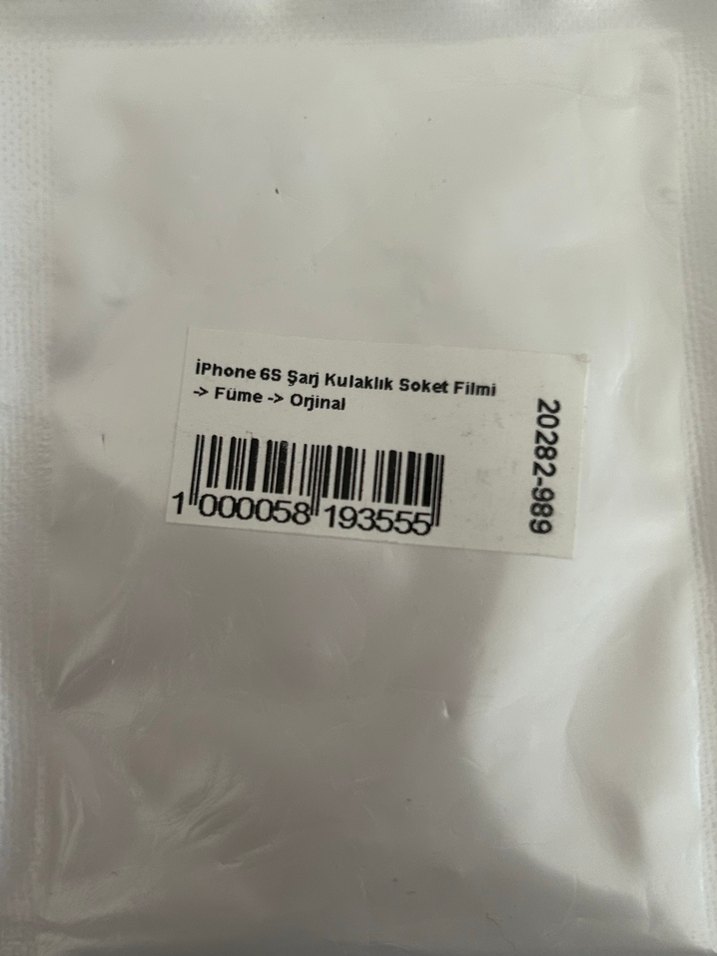 İPhone 6S Şarj Kulaklık Soket Filmi
-> Füme -> Orjinal
1 000058 193555
20282-989